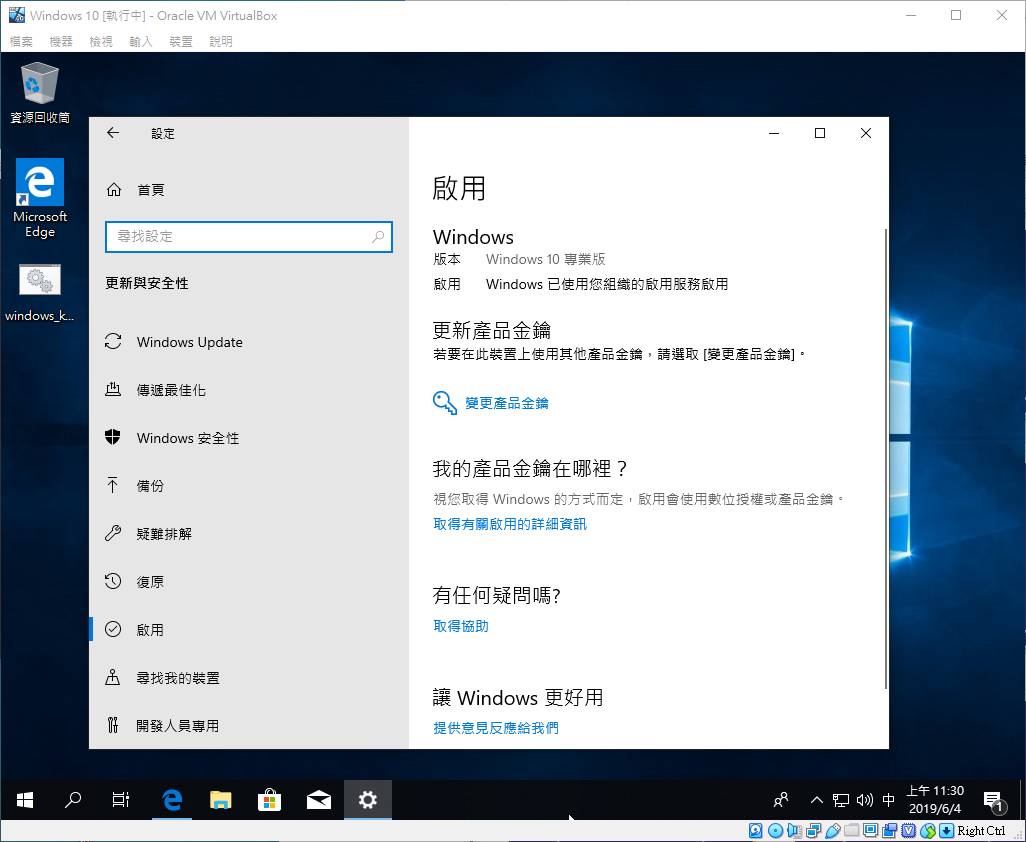 Windows 10 [執行中] - Oracle VM VirtualBox
檔案 機器 檢視 輸入 裝置 說明
資源回收筒
Microsoft
Edge
windows_k...
設定
首頁
尋找設定
更新與安全性
Windows Update
傳遞最佳化
Windows 安全性
備份
疑難排解
復原
啟用
尋找我的裝置
開發人員專用
啟用
Windows
版本 Windows 10 專業版
啟用 Windows 已使用您組織的啟用服務啟用
更新產品金鑰
若要在此裝置上使用其他產品金鑰，請選取 [變更產品金鑰]。
變更產品金鑰
我的產品金鑰在哪裡？
視您取得 Windows 的方式而定，啟用會使用數位授權或產品金鑰。
取得有關啟用的詳細資訊
有任何疑問嗎?
取得協助
讓 Windows 更好用
提供意見反應給我們
中
上午 11:30
2019/6/4
1
Right Ctrl